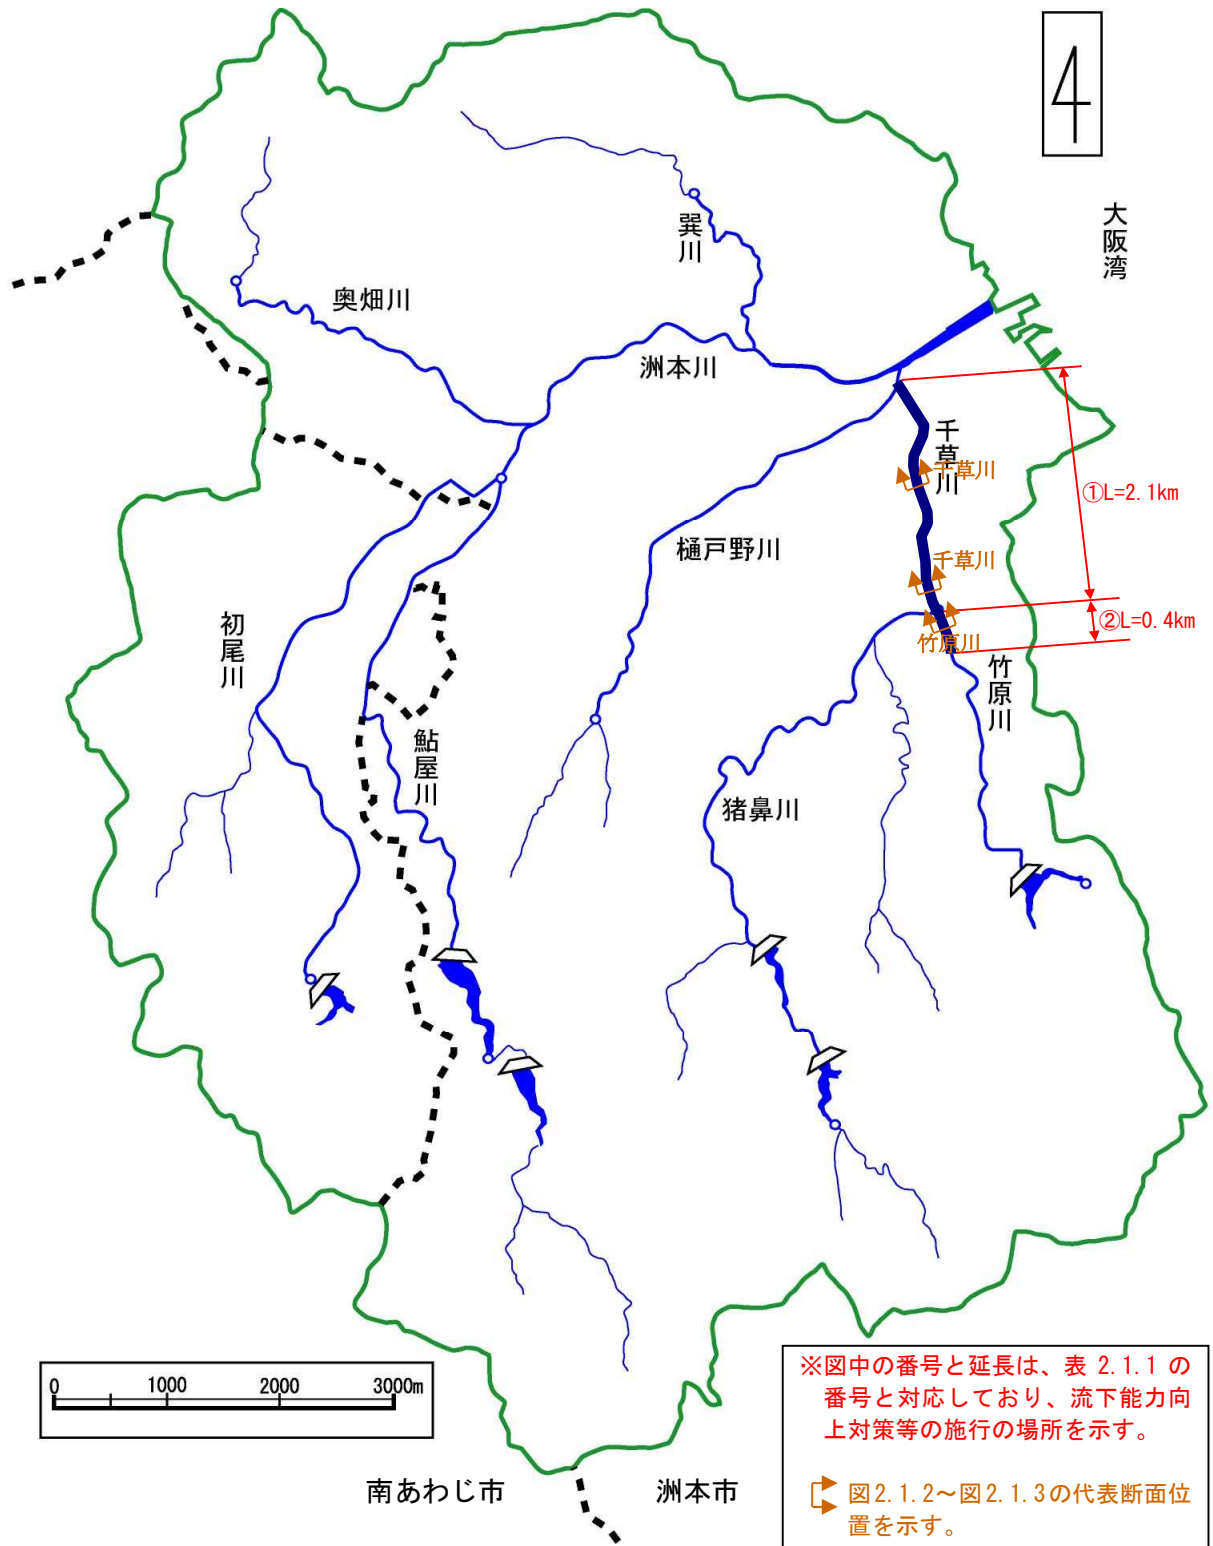 4
大阪湾
巽川
奥畑川
洲本川
千草川
千草川
①L=2.1km
樋戸野川
千草川
②L=0.4km
初尾川
竹原川
竹原川
鮎屋川
猪鼻川
0 1000 2000 3000m
※図中の番号と延長は、表 2.1.1 の
番号と対応しており、流下能力向
上対策等の施行の場所を示す。
図2.1.2～図2.1.3の代表断面位
置を示す。
南あわじ市
洲本市